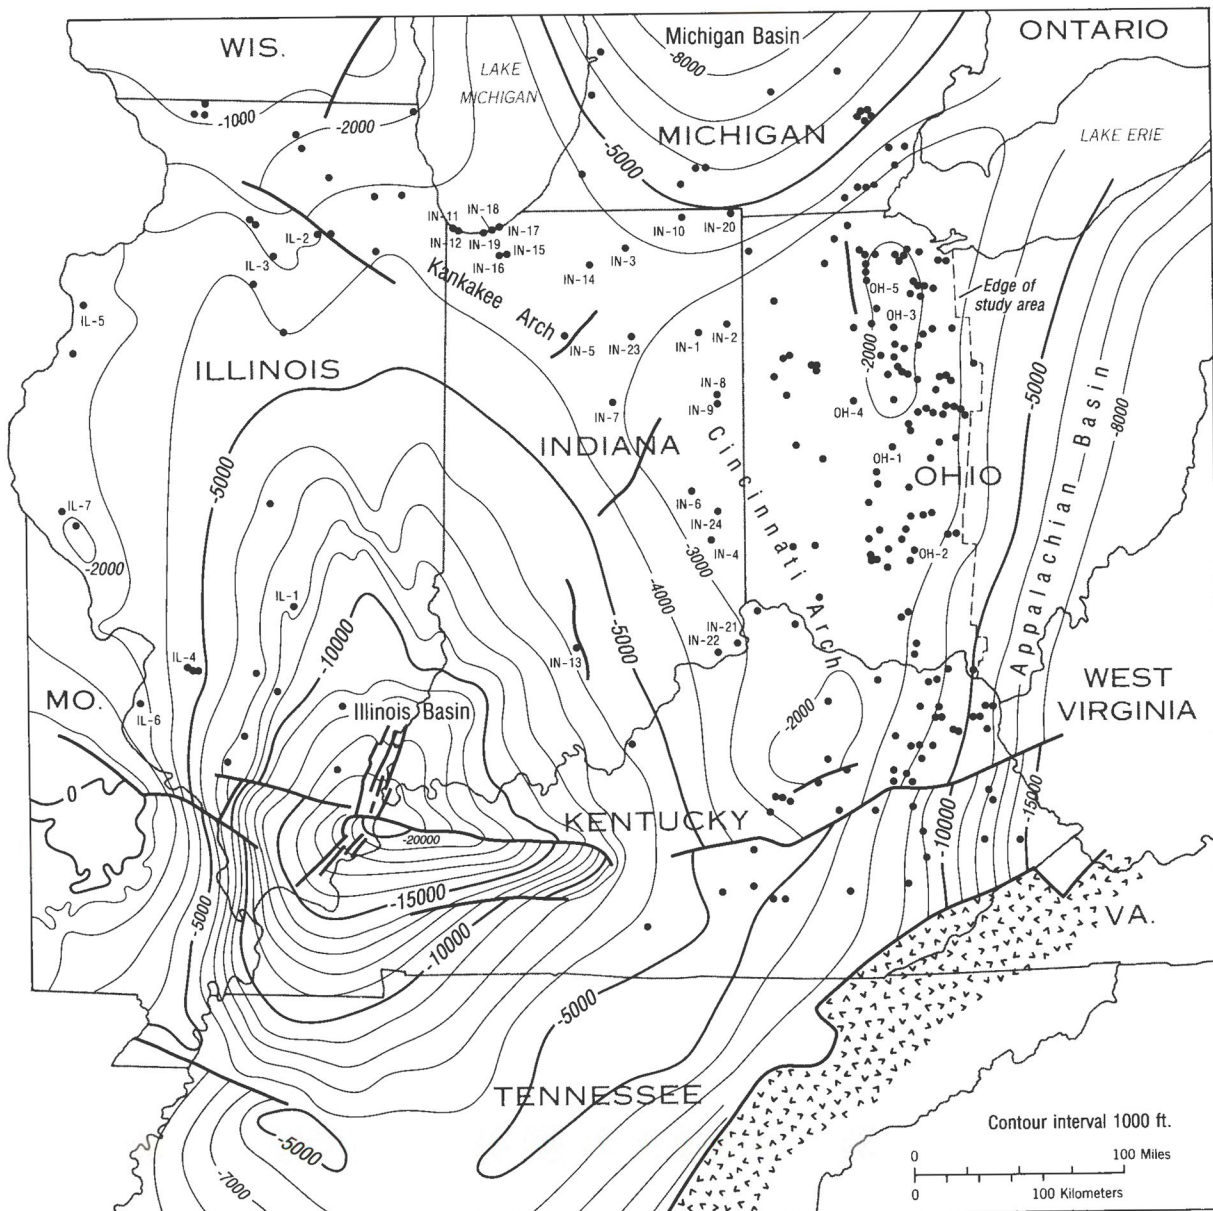 WIS.
Michigan Basin
ONTARIO
-8000
LAKE
MICHIGAN
-1000
-2000
MICHIGAN
LAKE ERIE
-5000
IN-18
IN-11
IN-17
IN-10
IN-20
IL-2
IN-12
IN-19
IN-15
IN-3
IL-3
IN-16
IN-14
Kankakee Arch
OH-5
Edge of
study area
IL-5
OH-3
IN-5
IN-23
IN-1
IN-2
-2000
ILLINOIS
-5000
IN-8
IN-7
IN-9
OH-4
-8000
INDIANA
Cincinnati Arch
Appalachian Basin
OH-1
OHIO
-5000
IL-7
IN-6
IN-24
IN-4
-3000
OH-2
-2000
IL-1
-4000
-10000
-5000
IN-21
IN-22
IN-13
IL-4
MO.
IL-6
Illinois Basin
-2000
WEST
VIRGINIA
0
KENTUCKY
-15000
-20000
-10000
-15000
-5000
VA.
-10000
-5000
TENNESSEE
-5000
-7000
Contour interval 1000 ft.
0 100 Miles
0 100 Kilometers